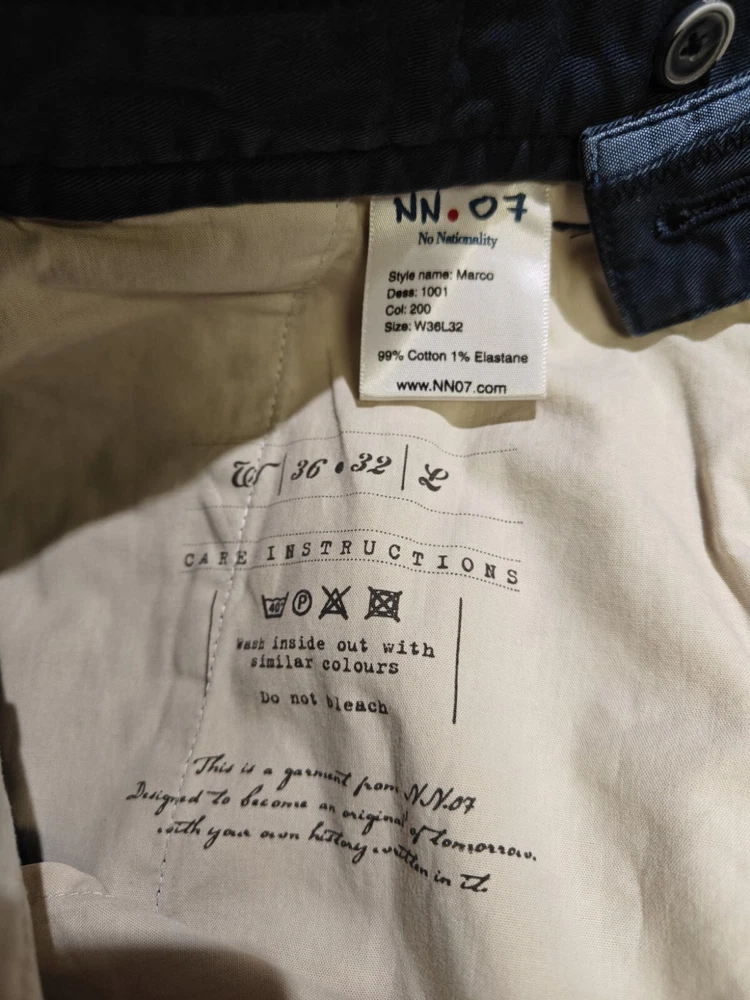 NN.07
No Nationality
Style name: Marco
Dess: 1001
Col: 200
Size: W36L32
99% Cotton 1% Elastane
www.NN07.com
W | 36 • 32 | L
CARE INSTRUCTIONS
40° P
Wash inside out with
similar colours
Do not bleach
This is a garment from NN.07
Designed to become an original of tomorrow.
with your own history written in it.